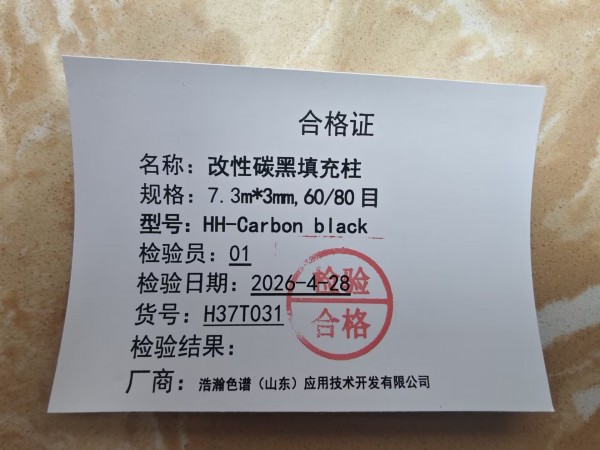 合格证
名称：改性碳黑填充柱
规格：7.3m*3mm,60/80目
型号：HH-Carbon black
检验员：01
检验日期：2026-4-28
货号：H37T031
检验结果：
厂商：浩瀚色谱（山东）应用技术开发有限公司
检验
合格